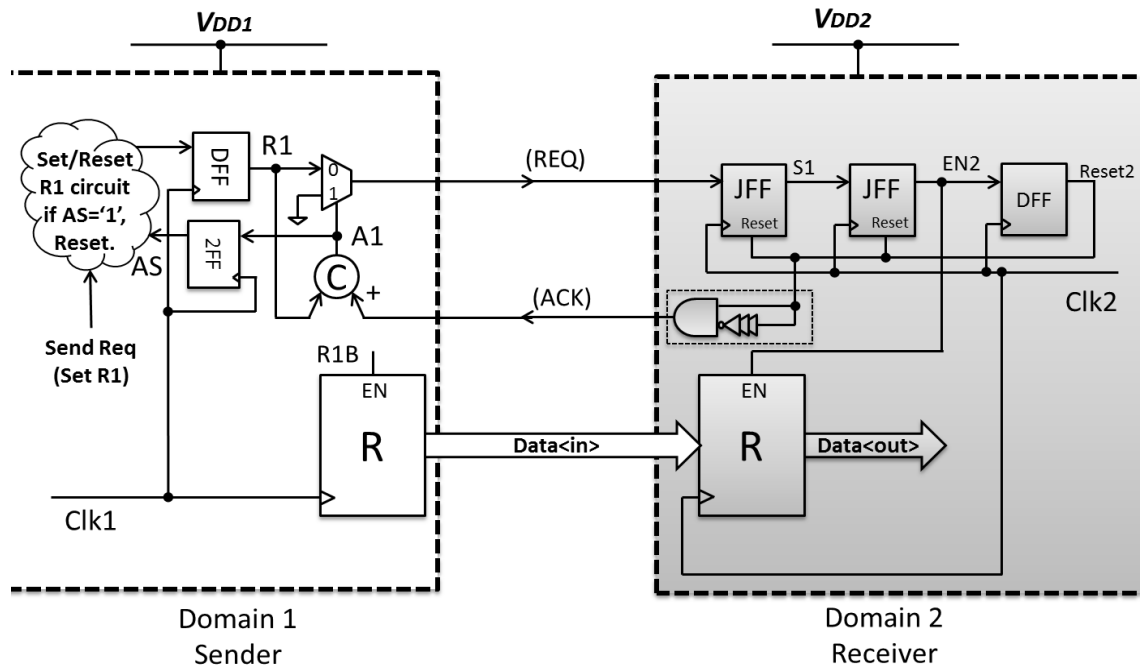 VDD1
VDD2
Set/Reset
R1 circuit
if AS=‘1’,
Reset.
DFF
R1
0
1
(REQ)
JFF
Reset
S1
JFF
Reset
EN2
DFF
Reset2
2FF
AS
A1
C
+
(ACK)
Clk2
Send Req
(Set R1)
R1B
EN
R
Data<in>
EN
R
Data<out>
Clk1
Domain 1
Sender
Domain 2
Receiver